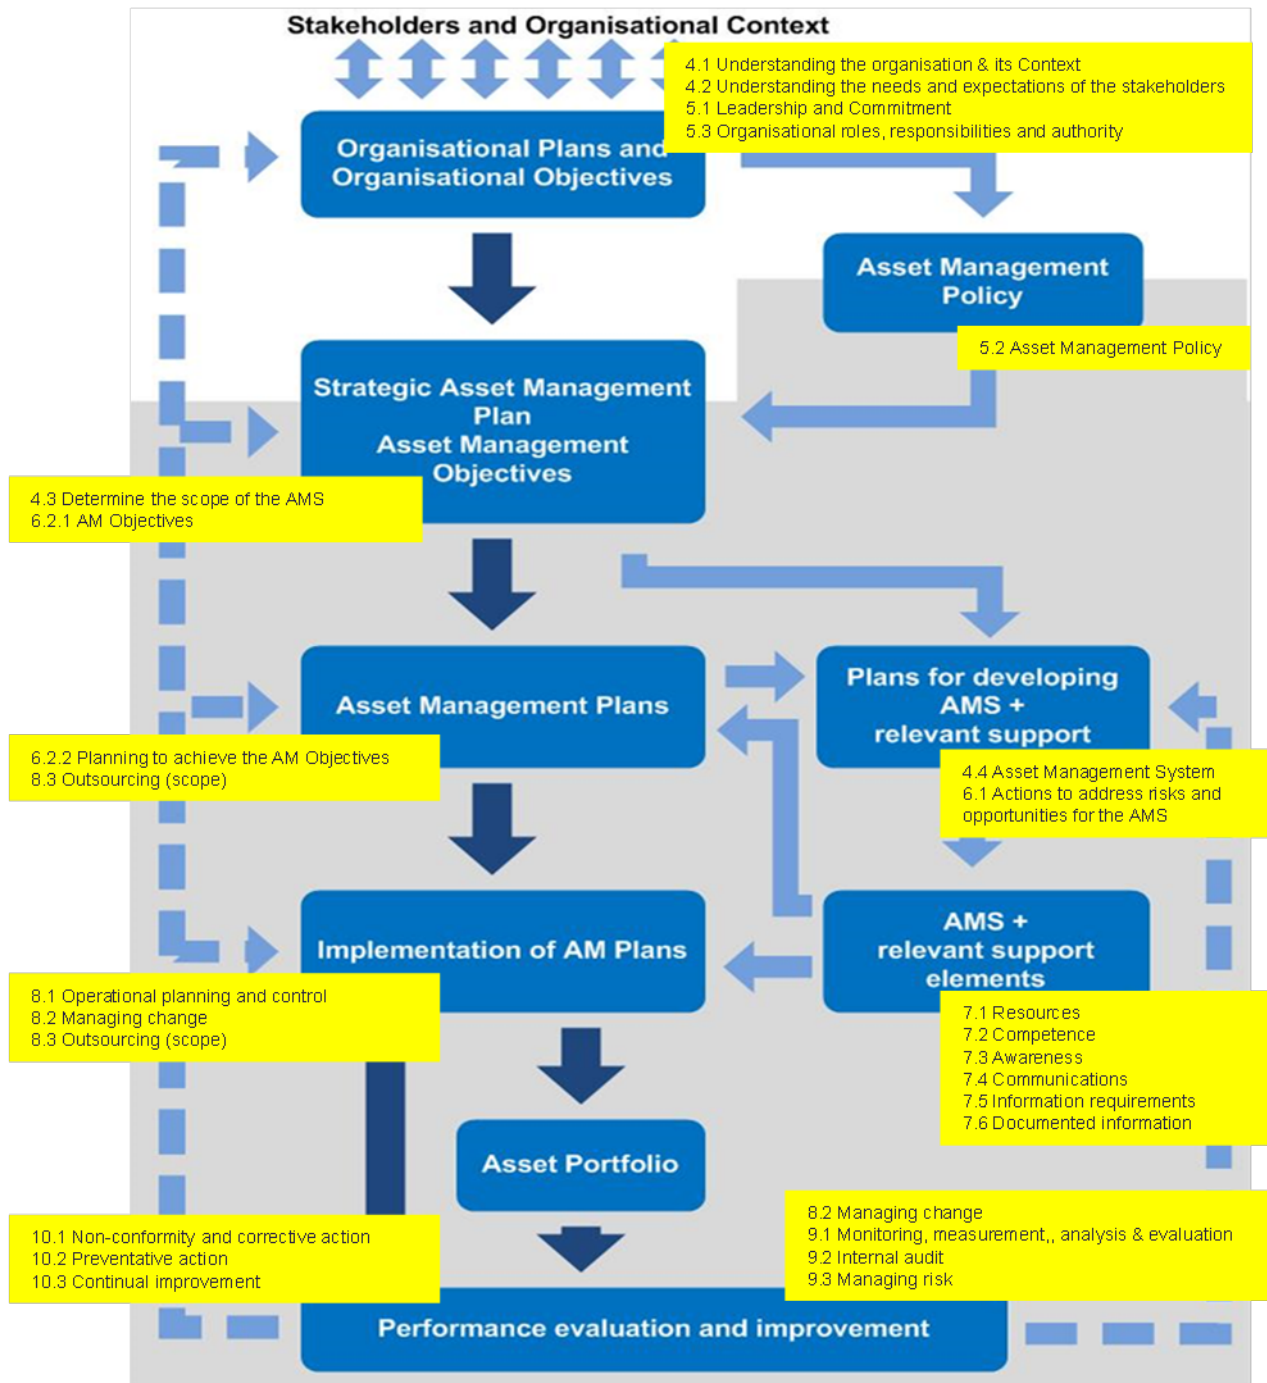 Stakeholders and Organisational Context
4.1 Understanding the organisation & its Context
4.2 Understanding the needs and expectations of the stakeholders
5.1 Leadership and Commitment
5.3 Organisational roles, responsibilities and authority
Organisational Plans and
Organisational Objectives
Asset Management
Policy
5.2 Asset Management Policy
Strategic Asset Management
Plan
Asset Management
Objectives
4.3 Determine the scope of the AMS
6.2.1 AM Objectives
Asset Management Plans
Plans for developing
AMS +
relevant support
6.2.2 Planning to achieve the AM Objectives
8.3 Outsourcing (scope)
4.4 Asset Management System
6.1 Actions to address risks and
opportunities for the AMS
Implementation of AM Plans
AMS +
relevant support
elements
8.1 Operational planning and control
8.2 Managing change
8.3 Outsourcing (scope)
7.1 Resources
7.2 Competence
7.3 Awareness
7.4 Communications
7.5 Information requirements
7.6 Documented information
Asset Portfolio
10.1 Non-conformity and corrective action
10.2 Preventative action
10.3 Continual improvement
8.2 Managing change
9.1 Monitoring, measurement,, analysis & evaluation
9.2 Internal audit
9.3 Managing risk
Performance evaluation and improvement